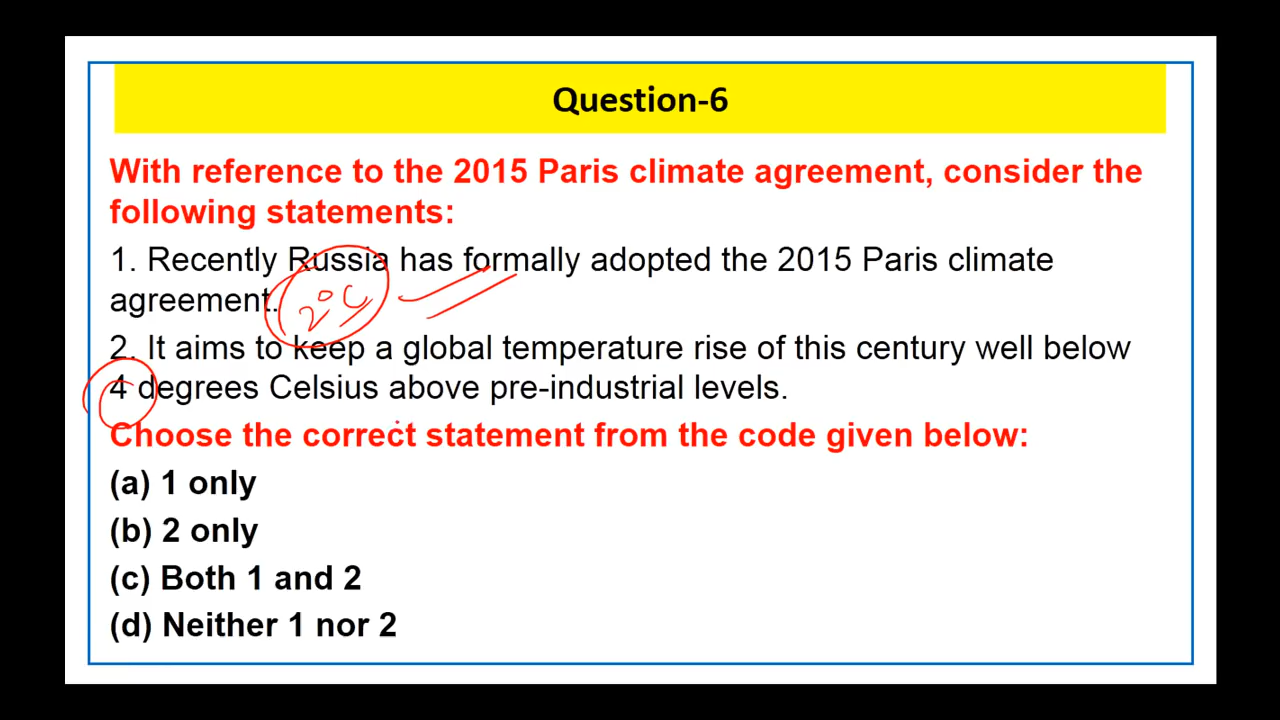 Question-6
With reference to the 2015 Paris climate agreement, consider the
following statements:
1. Recently Russia has formally adopted the 2015 Paris climate
agreement.
2°C
2. It aims to keep a global temperature rise of this century well below
4 degrees Celsius above pre-industrial levels.
Choose the correct statement from the code given below:
(a) 1 only
(b) 2 only
(c) Both 1 and 2
(d) Neither 1 nor 2